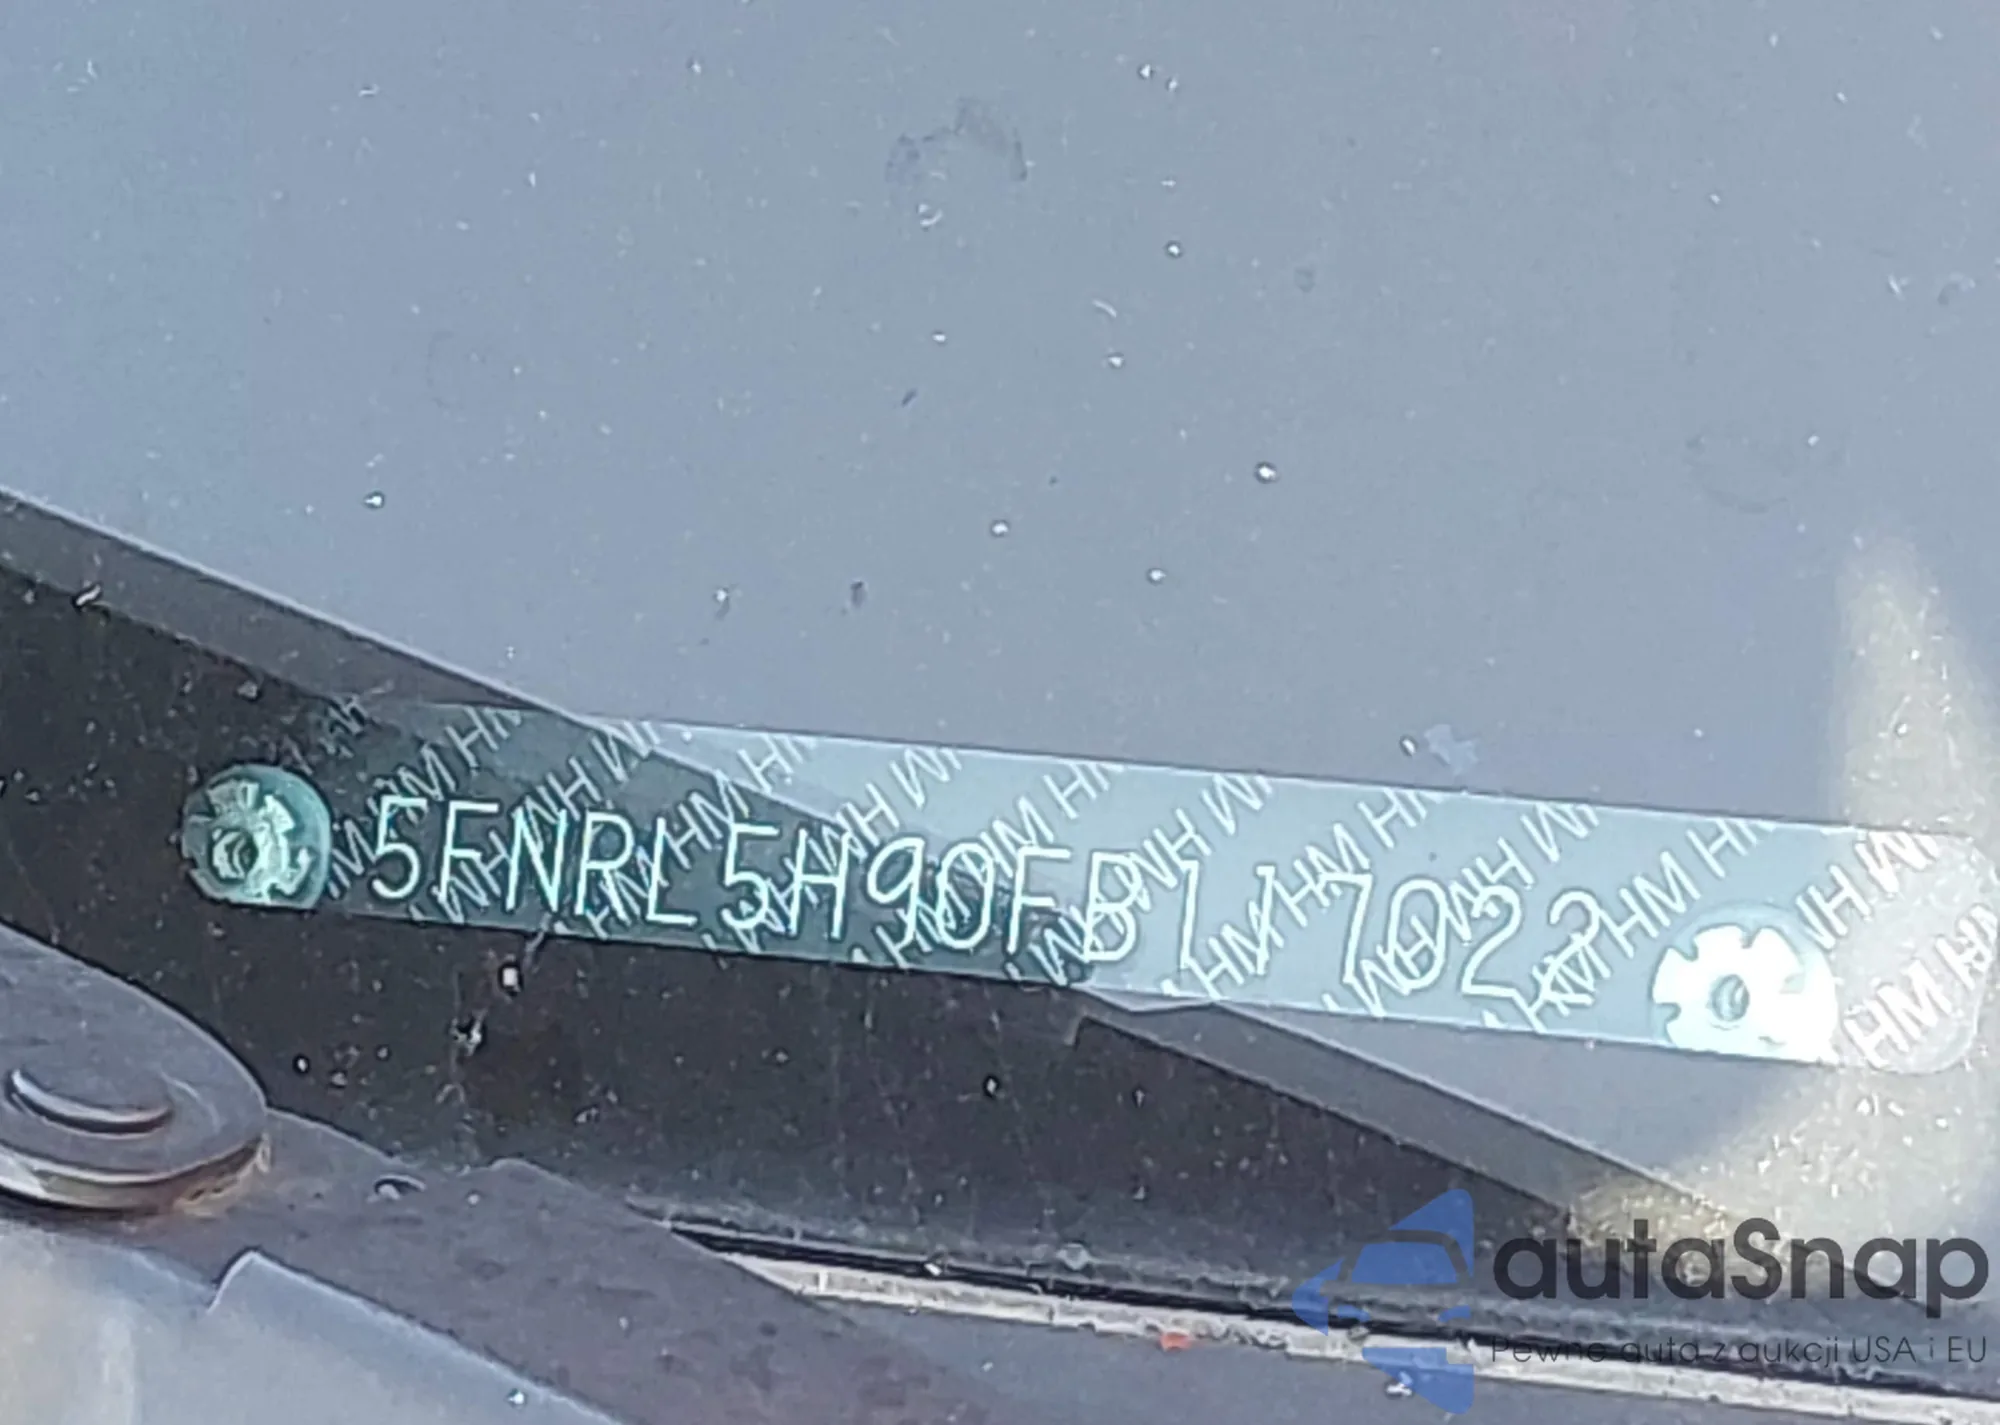 5FNRL5H90FB117022
autaSnap
Pewne auta z aukcji USA i EU